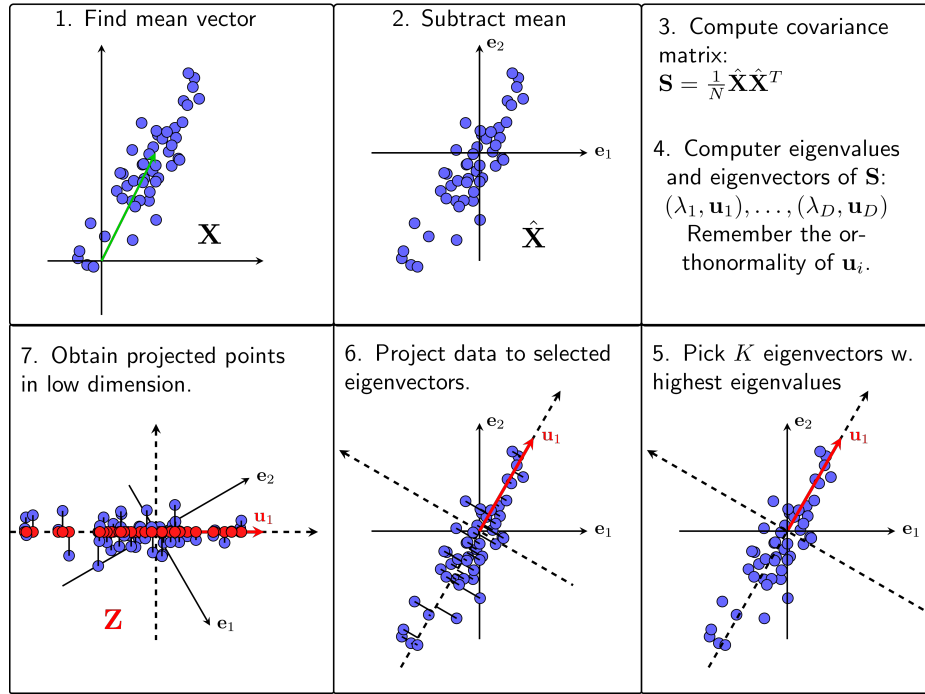 1. Find mean vector
X
2. Subtract mean
e₂
e₁
X̂
3. Compute covariance
matrix:
S = 1/N X̂X̂ᵀ
4. Computer eigenvalues
and eigenvectors of S:
(λ₁, u₁), . . . , (λ_D, u_D)
Remember the or-
thonormality of uᵢ.
7. Obtain projected points
in low dimension.
e₂
u₁
Z
e₁
6. Project data to selected
eigenvectors.
e₂
u₁
e₁
5. Pick K eigenvectors w.
highest eigenvalues
e₂
u₁
e₁